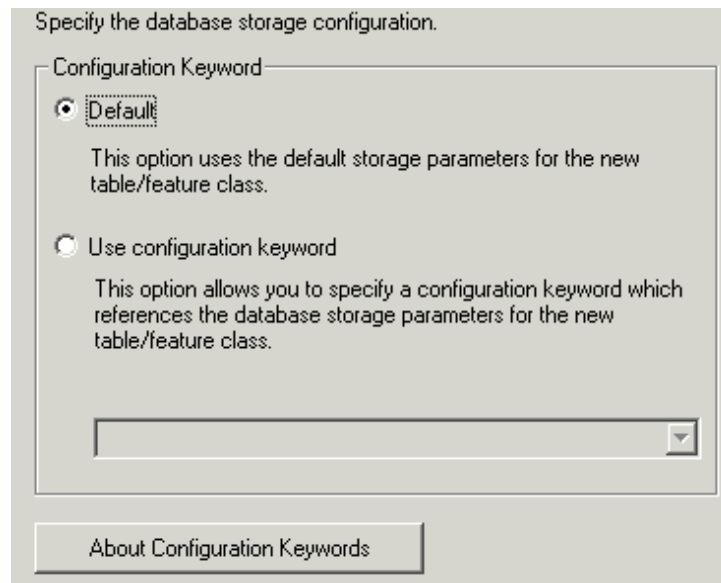 Specify the database storage configuration.
Configuration Keyword
Default
This option uses the default storage parameters for the new
table/feature class.
Use configuration keyword
This option allows you to specify a configuration keyword which
references the database storage parameters for the new
table/feature class.
About Configuration Keywords